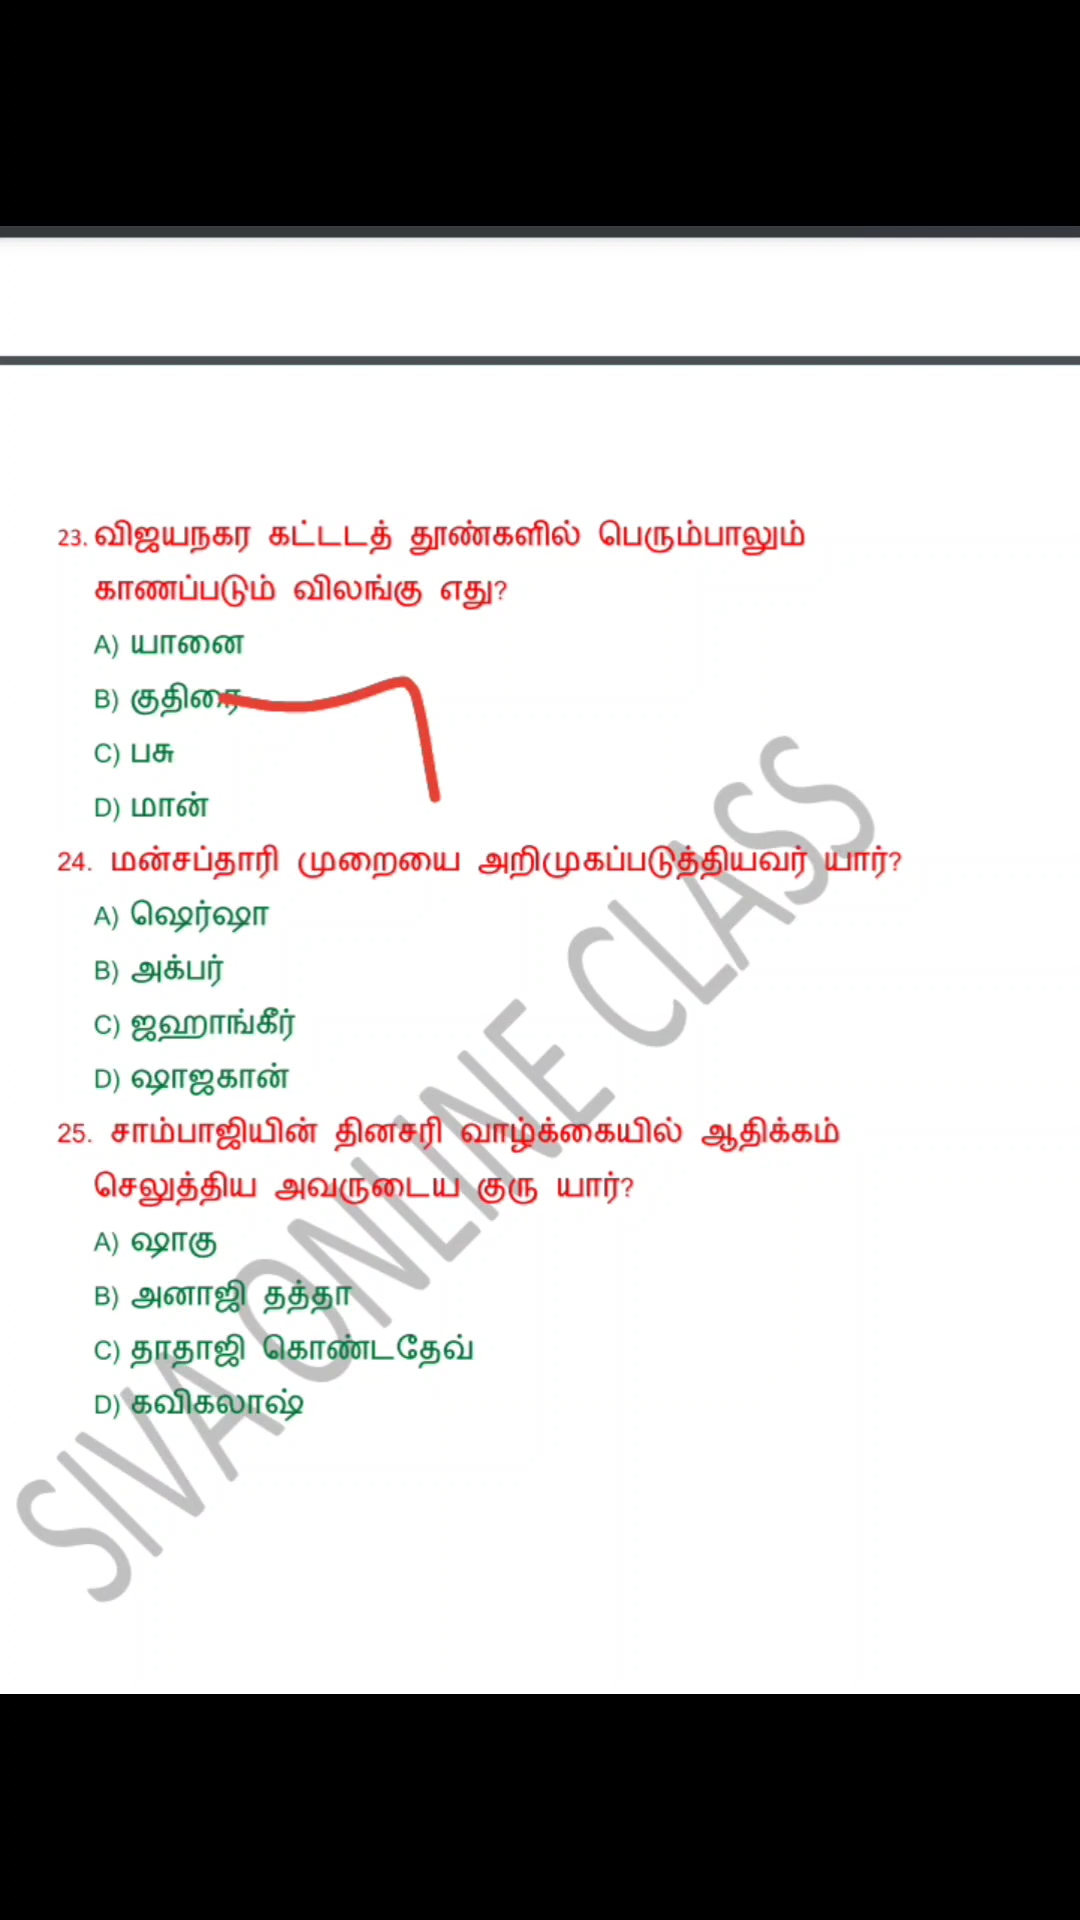 23. விஜயநகர கட்டடத் தூண்களில் பெரும்பாலும்
காணப்படும் விலங்கு எது?
A) யானை
B) குதிரை
C) பசு
D) மான்
24. மன்சப்தாரி முறையை அறிமுகப்படுத்தியவர் யார்?
A) ஷெர்ஷா
B) அக்பர்
C) ஜஹாங்கீர்
D) ஷாஜகான்
25. சாம்பாஜியின் தினசரி வாழ்க்கையில் ஆதிக்கம்
செலுத்திய அவருடைய குரு யார்?
A) ஷாகு
B) அனாஜி தத்தா
C) தாதாஜி கொண்டதேவ்
D) கவிகலாஷ்
SIVA ONLINE CLASS